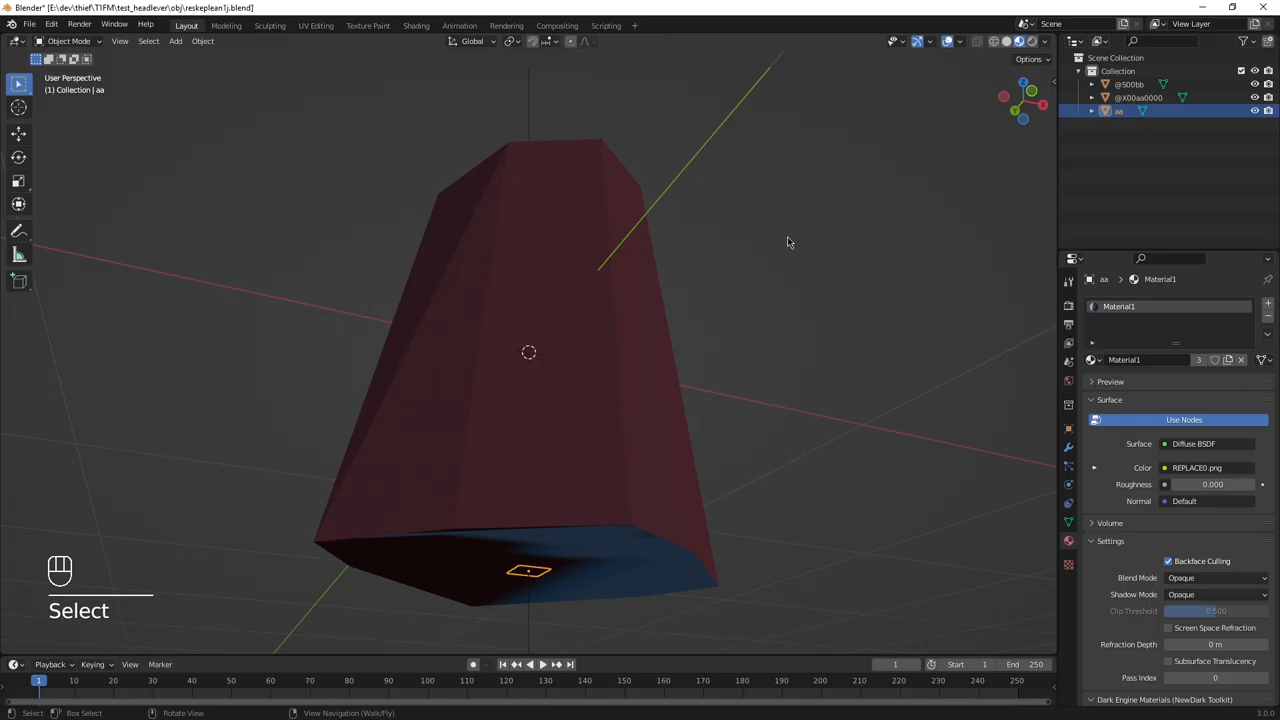 Blender* [E:\dev\thief\T1FM\test_headlever\obj\reskeplean1j.blend]
File Edit Render Window Help Layout Modeling Sculpting UV Editing Texture Paint Shading Animation Rendering Compositing Scripting + Scene View Layer
Object Mode View Select Add Object Global
Options
User Perspective
(1) Collection | aa
Z
X
Y
Select
Scene Collection
Collection
@S00bb
@X00aa0000
aa
aa > Material1
Material1
Material1 3
Preview
Surface
Use Nodes
Surface Diffuse BSDF
Color REPLACE0.png
Roughness 0.000
Normal Default
Volume
Settings
Backface Culling
Blend Mode Opaque
Shadow Mode Opaque
Clip Threshold 0.500
Screen Space Refraction
Refraction Depth 0 m
Subsurface Translucency
Pass Index 0
Dark Engine Materials (NewDark Toolkit)
Playback Keying View Marker 1 Start 1 End 250
1 10 20 30 40 50 60 70 80 90 100 110 120 130 140 150 160 170 180 190 200 210 220 230 240 250
Select Box Select Rotate View View Navigation (Walk/Fly) 3.0.0